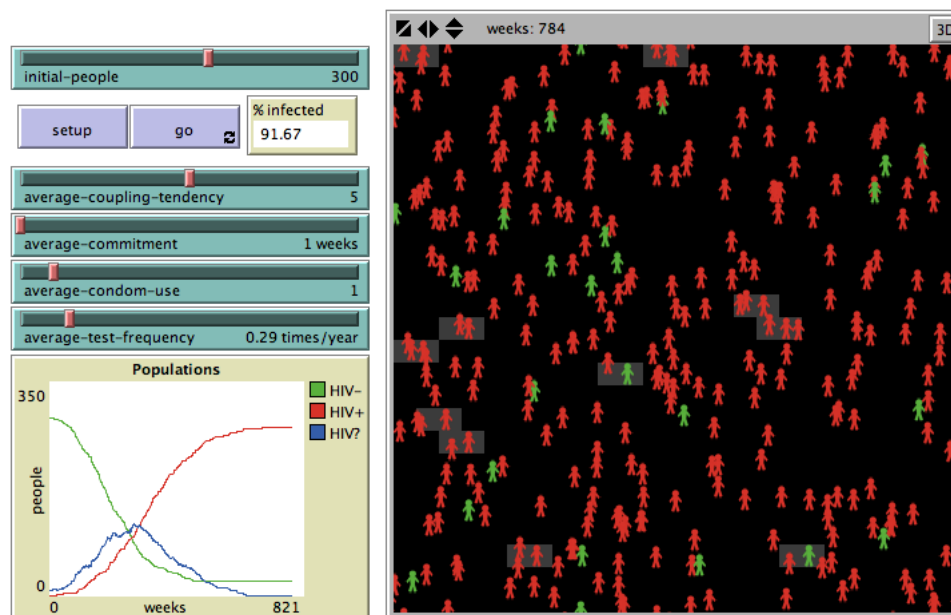 weeks: 784
3D
initial-people 300
setup
go
% infected
91.67
average-coupling-tendency 5
average-commitment 1 weeks
average-condom-use 1
average-test-frequency 0.29 times/year
Populations
350
people
0
0 weeks 821
HIV-
HIV+
HIV?